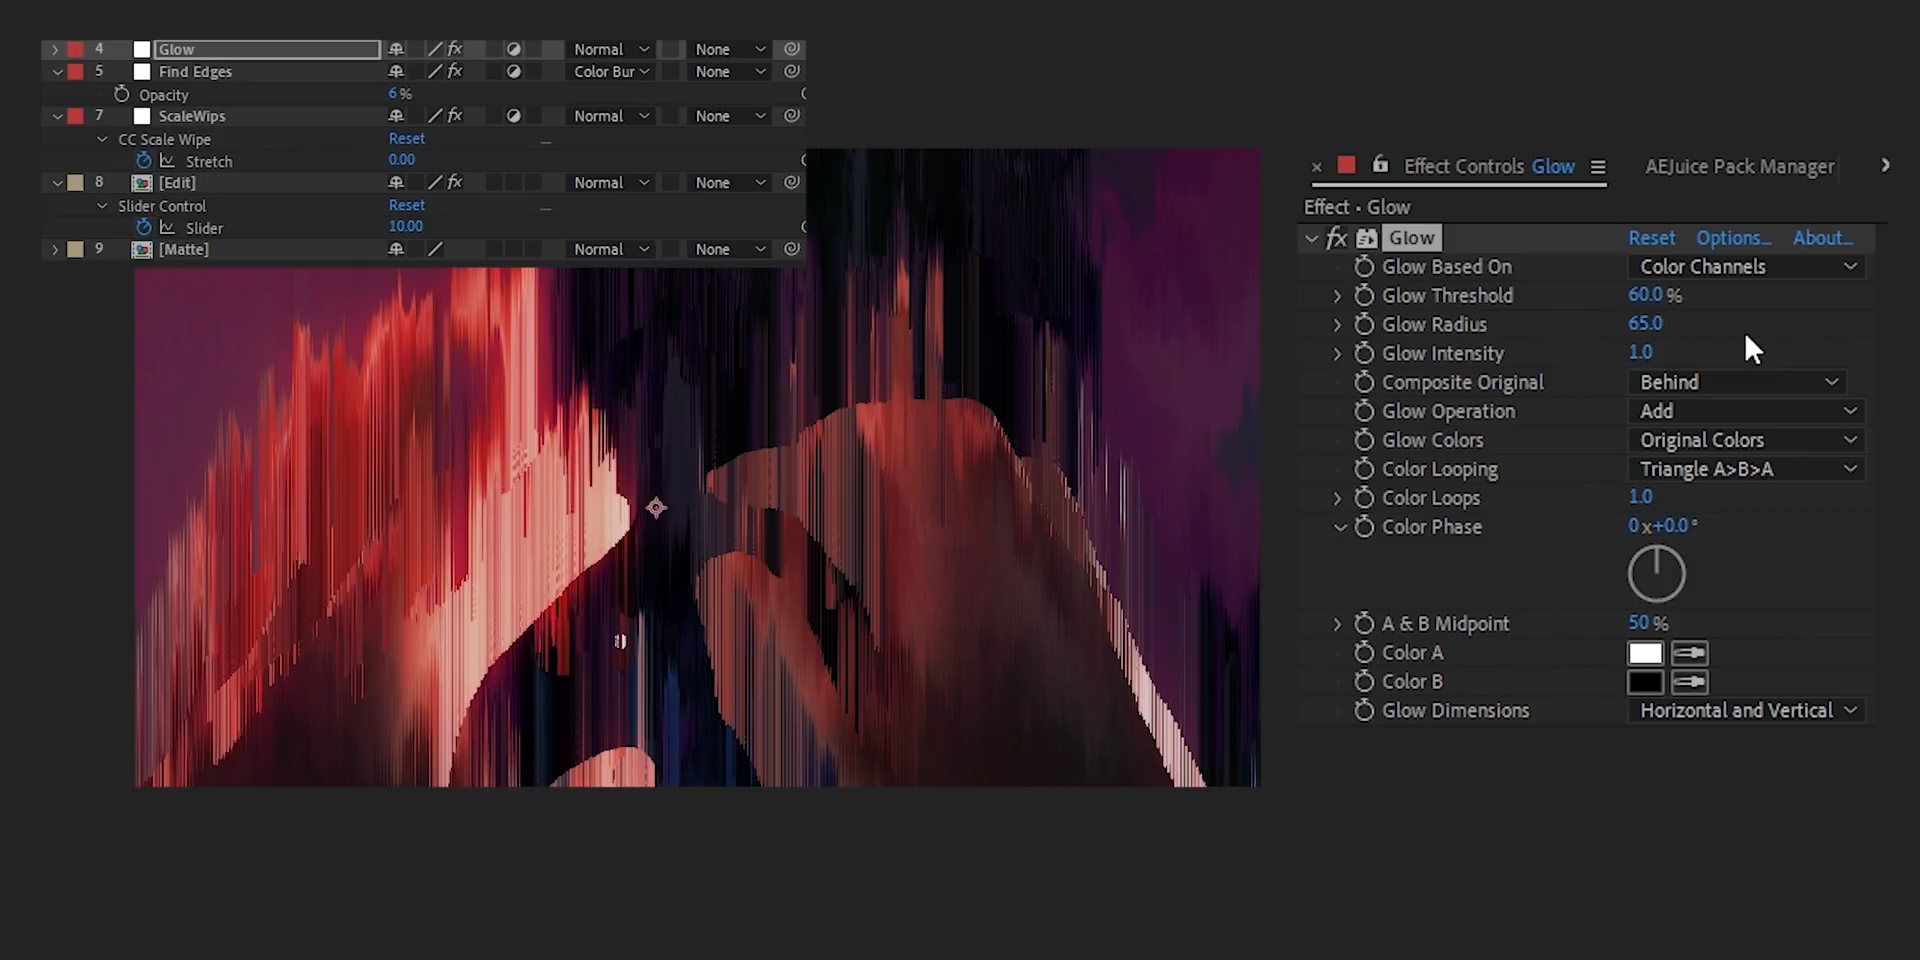 4 Glow fx Normal None
5 Find Edges fx Color Bur None
Opacity 6 %
7 ScaleWips fx Normal None
CC Scale Wipe Reset
Stretch 0.00
8 [Edit] fx Normal None
Slider Control Reset
Slider 10.00
9 [Matte] Normal None
× Effect Controls Glow AEJuice Pack Manager
Effect · Glow
fx Glow Reset Options... About...
Glow Based On Color Channels
Glow Threshold 60.0 %
Glow Radius 65.0
Glow Intensity 1.0
Composite Original Behind
Glow Operation Add
Glow Colors Original Colors
Color Looping Triangle A>B>A
Color Loops 1.0
Color Phase 0 x+0.0°
A & B Midpoint 50 %
Color A
Color B
Glow Dimensions Horizontal and Vertical